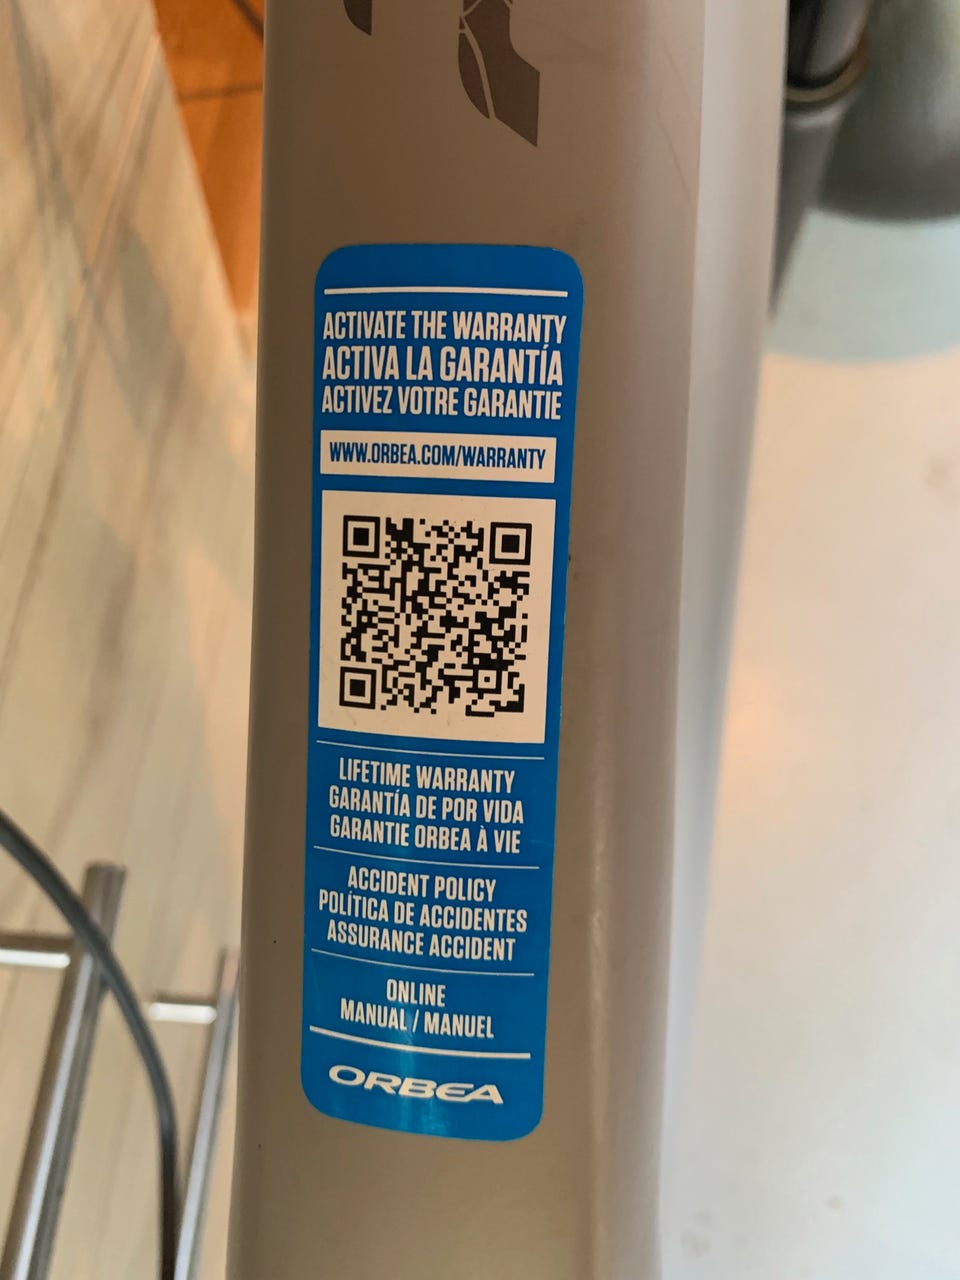 ACTIVATE THE WARRANTY
ACTIVA LA GARANTÍA
ACTIVEZ VOTRE GARANTIE
WWW.ORBEA.COM/WARRANTY
LIFETIME WARRANTY
GARANTÍA DE POR VIDA
GARANTIE ORBEA À VIE
ACCIDENT POLICY
POLÍTICA DE ACCIDENTES
ASSURANCE ACCIDENT
ONLINE
MANUAL / MANUEL
ORBEA